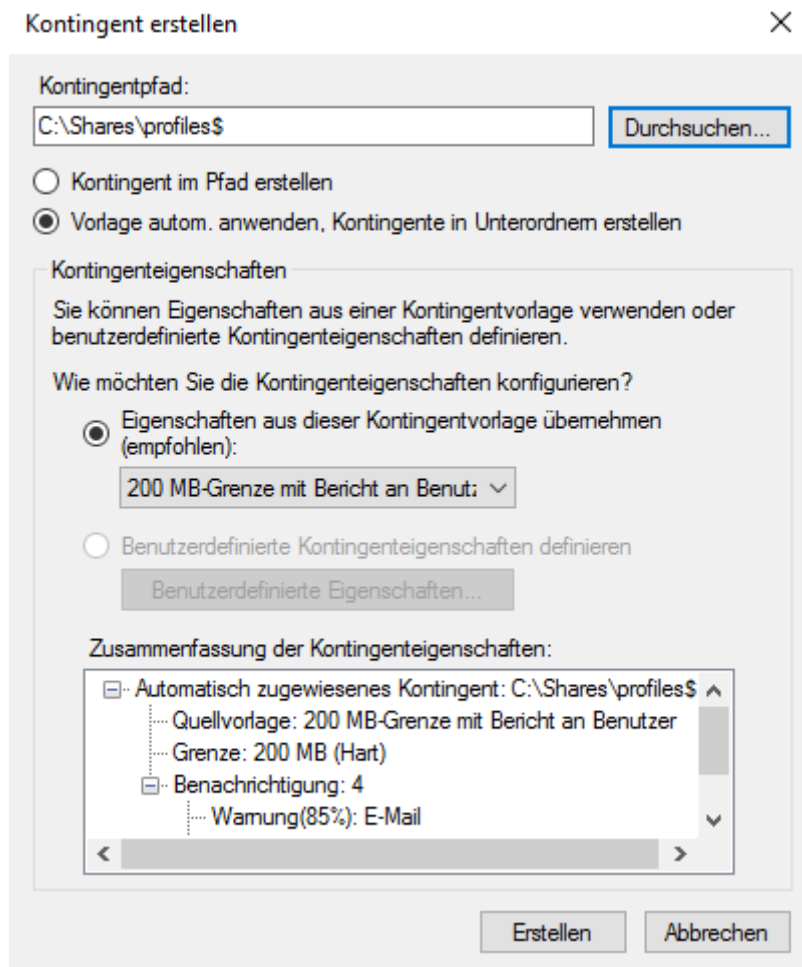 Kontingent erstellen
Kontingentpfad:
C:\Shares\profiles$
Durchsuchen...
Kontingent im Pfad erstellen
Vorlage autom. anwenden, Kontingente in Unterordnern erstellen
Kontingenteigenschaften
Sie können Eigenschaften aus einer Kontingentvorlage verwenden oder
benutzerdefinierte Kontingenteigenschaften definieren.
Wie möchten Sie die Kontingenteigenschaften konfigurieren?
Eigenschaften aus dieser Kontingentvorlage übernehmen
(empfohlen):
200 MB-Grenze mit Bericht an Benutz
Benutzerdefinierte Kontingenteigenschaften definieren
Benutzerdefinierte Eigenschaften...
Zusammenfassung der Kontingenteigenschaften:
Automatisch zugewiesenes Kontingent: C:\Shares\profiles$
Quellvorlage: 200 MB-Grenze mit Bericht an Benutzer
Grenze: 200 MB (Hart)
Benachrichtigung: 4
Warnung(85%): E-Mail
Erstellen
Abbrechen